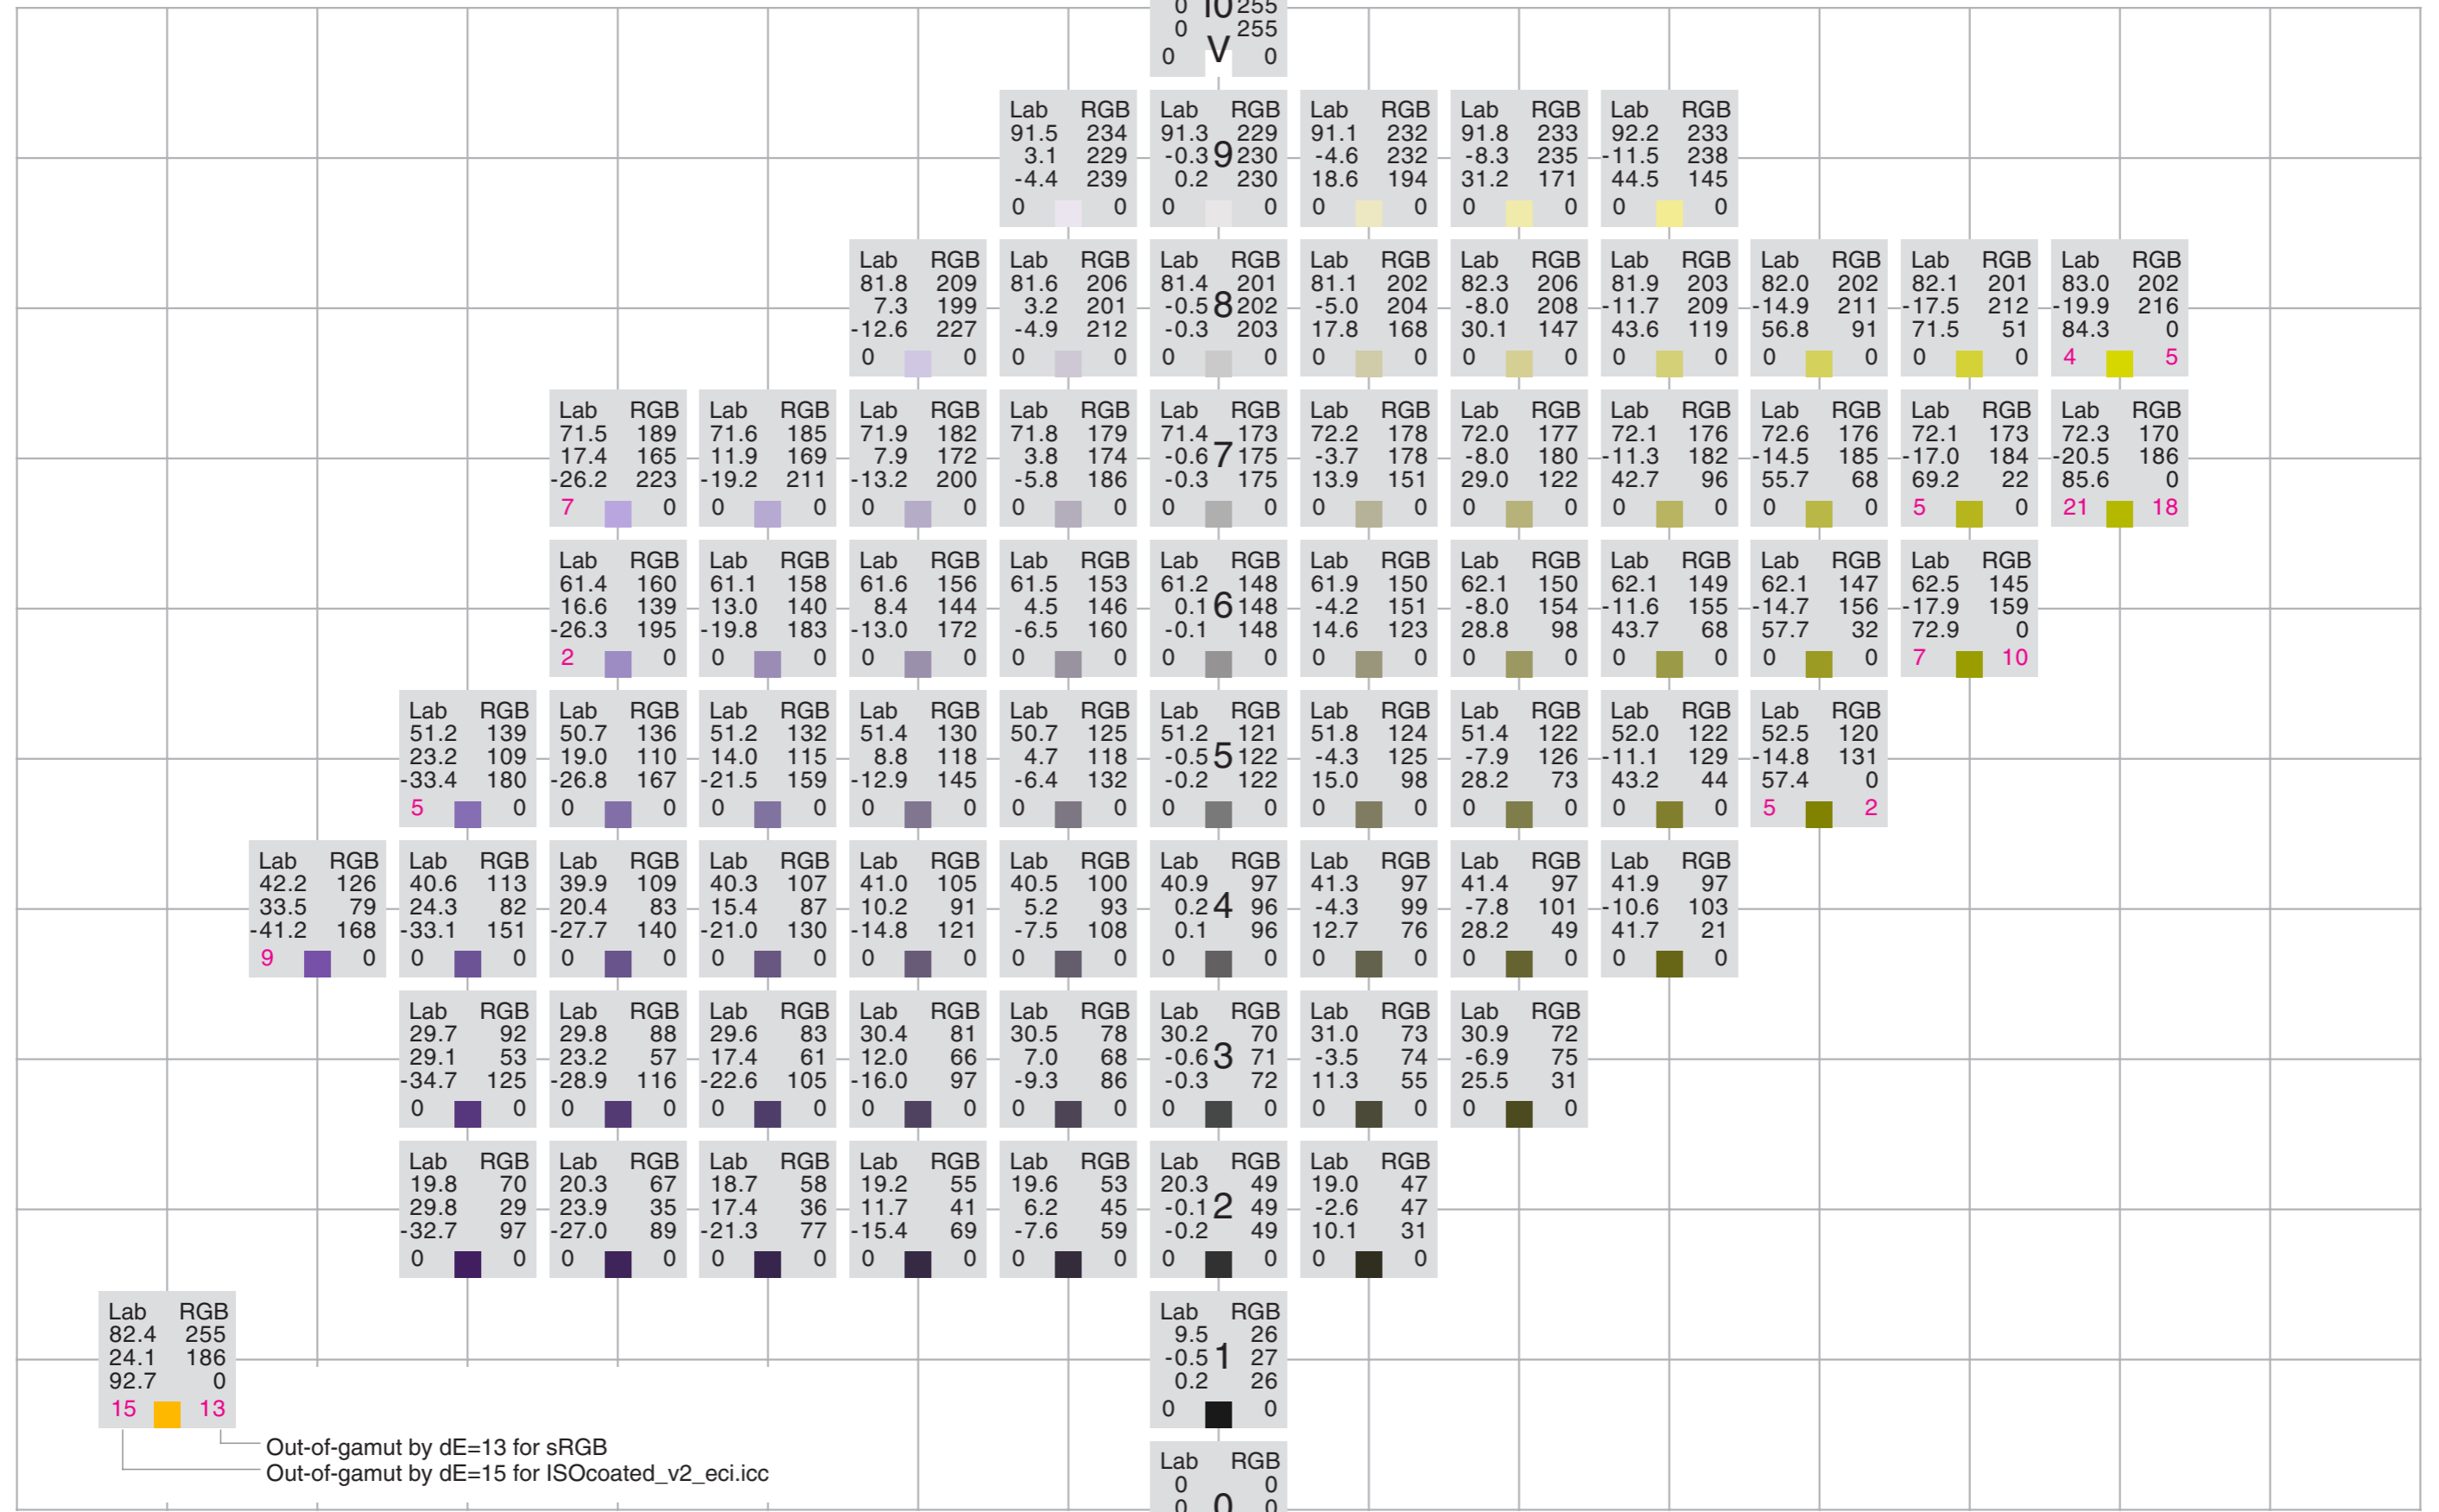 0 10 255
0 255
V
0 0
Lab RGB Lab RGB Lab RGB Lab RGB Lab RGB
91.5 234 91.3 229 91.1 232 91.8 233 92.2 233
3.1 229 -0.3 9 230 -4.6 232 -8.3 235 -11.5 238
-4.4 239 0.2 230 18.6 194 31.2 171 44.5 145
0 0 0 0 0 0 0 0 0 0
Lab RGB Lab RGB Lab RGB Lab RGB Lab RGB Lab RGB Lab RGB Lab RGB Lab RGB
81.8 209 81.6 206 81.4 201 81.1 202 82.3 206 81.9 203 82.0 202 82.1 201 83.0 202
7.3 199 3.2 201 -0.5 8 202 -5.0 204 -8.0 208 -11.7 209 -14.9 211 -17.5 212 -19.9 216
-12.6 227 -4.9 212 -0.3 203 17.8 168 30.1 147 43.6 119 56.8 91 71.5 51 84.3 0
0 0 0 0 0 0 0 0 0 0 0 0 0 0 0 0 4 5
Lab RGB Lab RGB Lab RGB Lab RGB Lab RGB Lab RGB Lab RGB Lab RGB Lab RGB Lab RGB Lab RGB
71.5 189 71.6 185 71.9 182 71.8 179 71.4 173 72.2 178 72.0 177 72.1 176 72.6 176 72.1 173 72.3 170
17.4 165 11.9 169 7.9 172 3.8 174 -0.6 7 175 -3.7 178 -8.0 180 -11.3 182 -14.5 185 -17.0 184 -20.5 186
-26.2 223 -19.2 211 -13.2 200 -5.8 186 -0.3 175 13.9 151 29.0 122 42.7 96 55.7 68 69.2 22 85.6 0
7 0 0 0 0 0 0 0 0 0 0 0 0 0 0 0 0 0 5 0 21 18
Lab RGB Lab RGB Lab RGB Lab RGB Lab RGB Lab RGB Lab RGB Lab RGB Lab RGB Lab RGB
61.4 160 61.1 158 61.6 156 61.5 153 61.2 148 61.9 150 62.1 150 62.1 149 62.1 147 62.5 145
16.6 139 13.0 140 8.4 144 4.5 146 0.1 6 148 -4.2 151 -8.0 154 -11.6 155 -14.7 156 -17.9 159
-26.3 195 -19.8 183 -13.0 172 -6.5 160 -0.1 148 14.6 123 28.8 98 43.7 68 57.7 32 72.9 0
2 0 0 0 0 0 0 0 0 0 0 0 0 0 0 0 0 0 7 10
Lab RGB Lab RGB Lab RGB Lab RGB Lab RGB Lab RGB Lab RGB Lab RGB Lab RGB Lab RGB
51.2 139 50.7 136 51.2 132 51.4 130 50.7 125 51.2 121 51.8 124 51.4 122 52.0 122 52.5 120
23.2 109 19.0 110 14.0 115 8.8 118 4.7 118 -0.5 5 122 -4.3 125 -7.9 126 -11.1 129 -14.8 131
-33.4 180 -26.8 167 -21.5 159 -12.9 145 -6.4 132 -0.2 122 15.0 98 28.2 73 43.2 44 57.4 0
5 0 0 0 0 0 0 0 0 0 0 0 0 0 0 0 0 0 5 2
Lab RGB Lab RGB Lab RGB Lab RGB Lab RGB Lab RGB Lab RGB Lab RGB Lab RGB Lab RGB
42.2 126 40.6 113 39.9 109 40.3 107 41.0 105 40.5 100 40.9 97 41.3 97 41.4 97 41.9 97
33.5 79 24.3 82 20.4 83 15.4 87 10.2 91 5.2 93 0.2 4 96 -4.3 99 -7.8 101 -10.6 103
-41.2 168 -33.1 151 -27.7 140 -21.0 130 -14.8 121 -7.5 108 0.1 96 12.7 76 28.2 49 41.7 21
9 0 0 0 0 0 0 0 0 0 0 0 0 0 0 0 0 0 0 0
Lab RGB Lab RGB Lab RGB Lab RGB Lab RGB Lab RGB Lab RGB Lab RGB
29.7 92 29.8 88 29.6 83 30.4 81 30.5 78 30.2 70 31.0 73 30.9 72
29.1 53 23.2 57 17.4 61 12.0 66 7.0 68 -0.6 3 71 -3.5 74 -6.9 75
-34.7 125 -28.9 116 -22.6 105 -16.0 97 -9.3 86 -0.3 72 11.3 55 25.5 31
0 0 0 0 0 0 0 0 0 0 0 0 0 0 0 0
Lab RGB Lab RGB Lab RGB Lab RGB Lab RGB Lab RGB Lab RGB
19.8 70 20.3 67 18.7 58 19.2 55 19.6 53 20.3 49 19.0 47
29.8 29 23.9 35 17.4 36 11.7 41 6.2 45 -0.1 2 49 -2.6 47
-32.7 97 -27.0 89 -21.3 77 -15.4 69 -7.6 59 -0.2 49 10.1 31
0 0 0 0 0 0 0 0 0 0 0 0 0 0
Lab RGB Lab RGB
82.4 255 9.5 26
24.1 186 -0.5 1 27
92.7 0 0.2 26
15 13 0 0
Out-of-gamut by dE=13 for sRGB
Out-of-gamut by dE=15 for ISOcoated_v2_eci.icc
Lab RGB
0 0
0 0 0